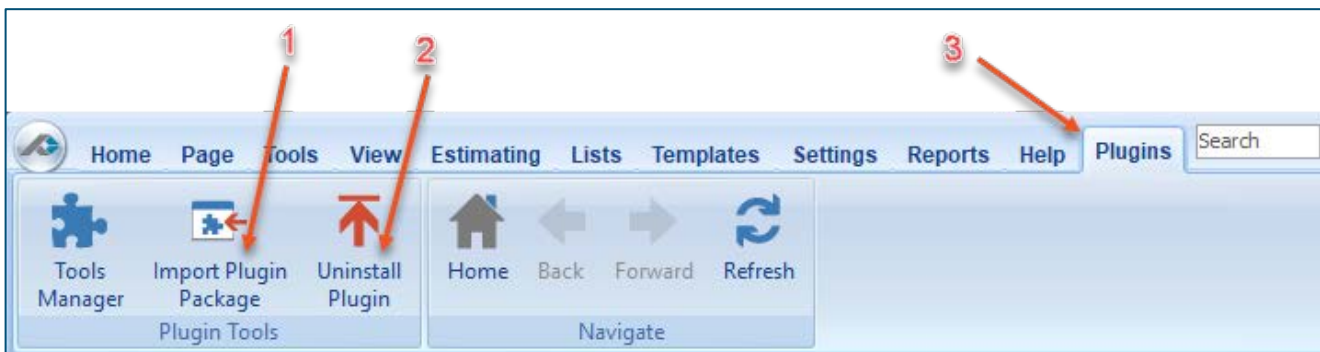 1
2
3
Home Page Tools View Estimating Lists Templates Settings Reports Help Plugins Search
Tools Import Plugin Uninstall Home Back Forward Refresh
Manager Package Plugin
Plugin Tools Navigate